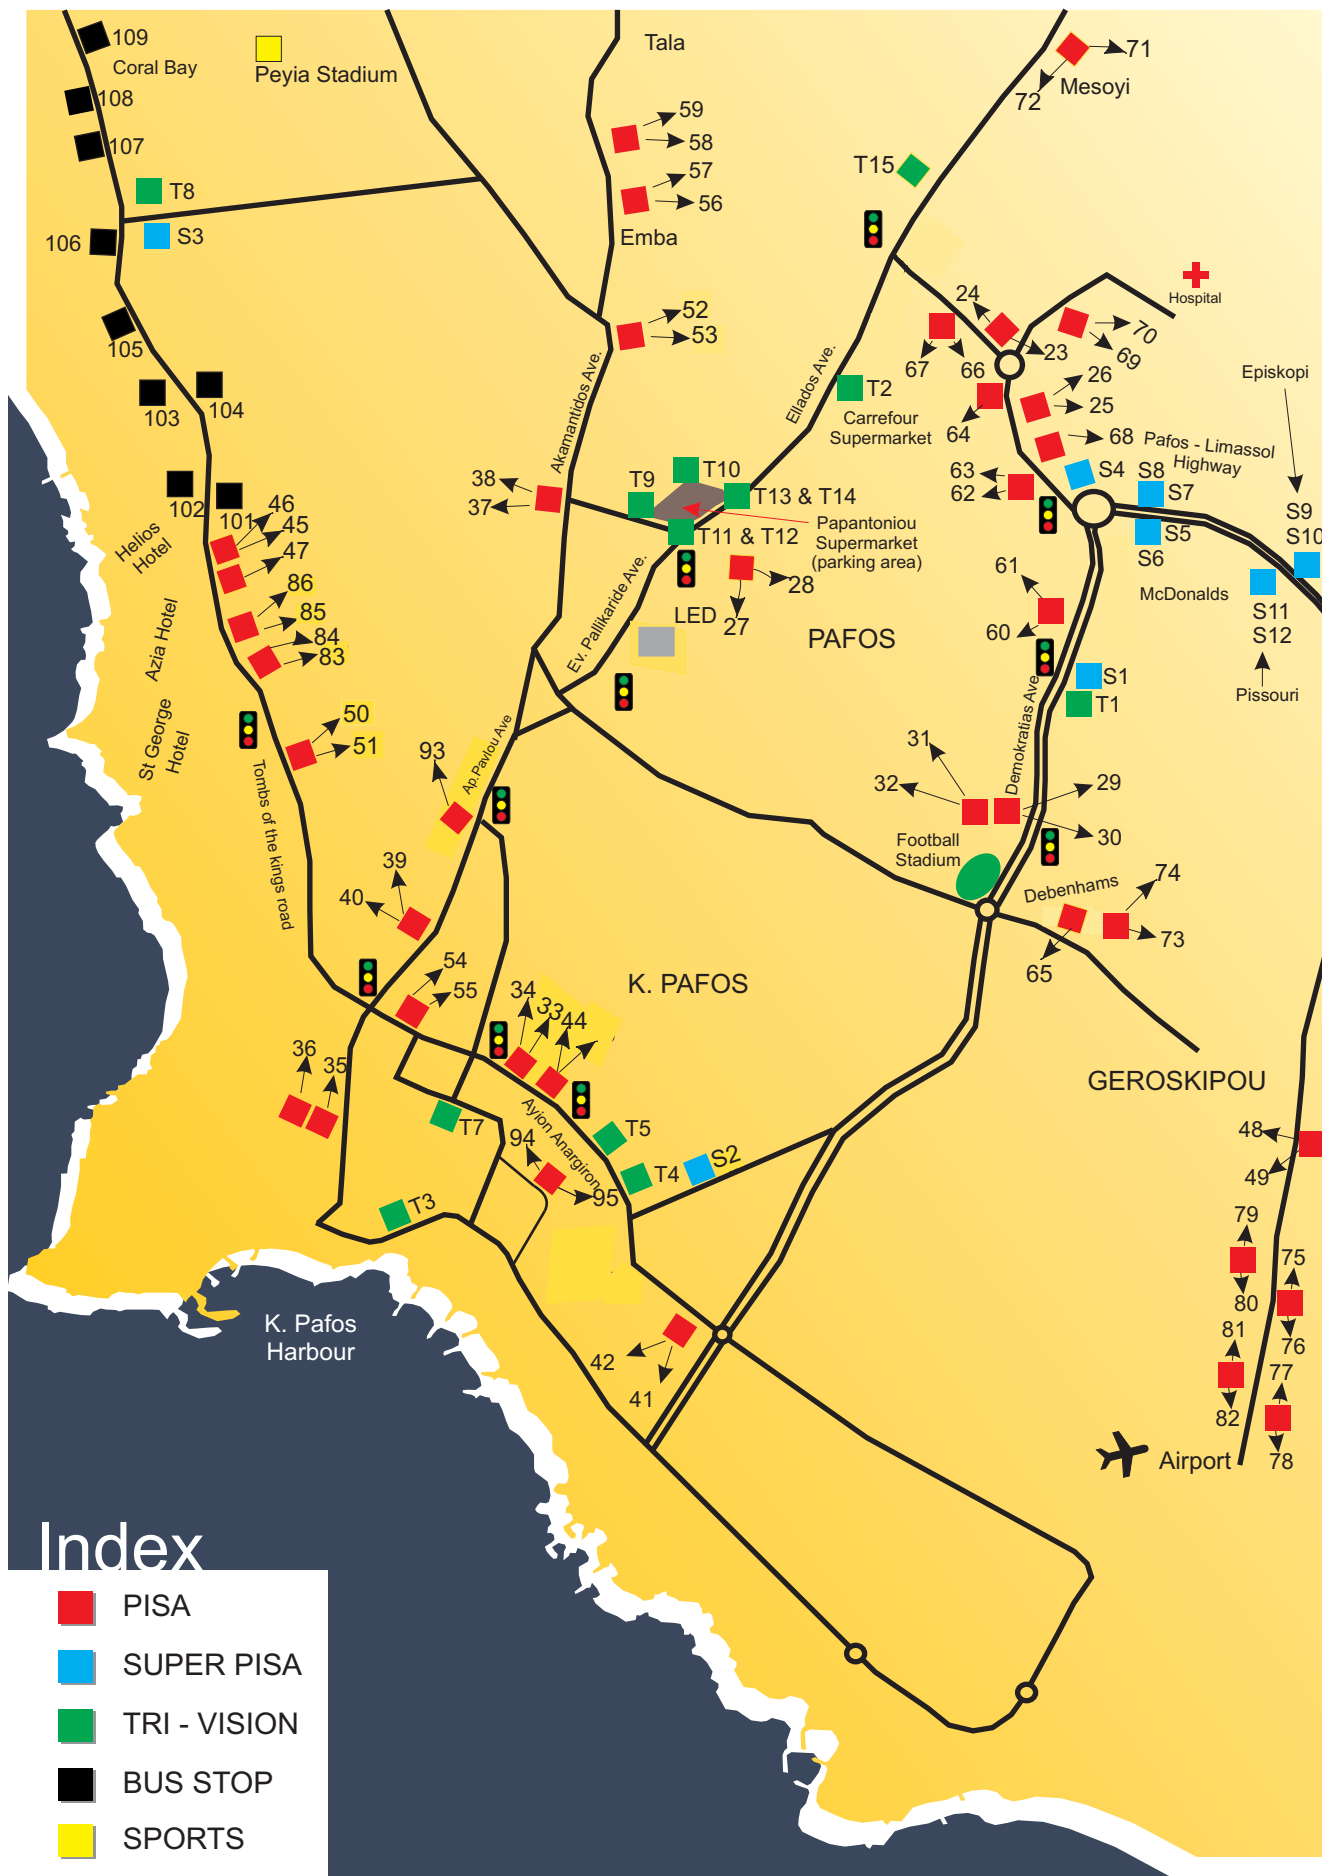 109
Coral Bay
Peyia Stadium
108
107
T8
106
S3
105
103
104
Tala
59
58
57
56
Emba
52
53
71
72
Mesoyi
T15
Hospital
24
23
70
69
67
66
26
25
64
68
Episkopi
Pafos - Limassol
Highway
T2
Carrefour
Supermarket
Ellados Ave.
Akamantidos Ave.
38
37
T9
T10
T13 & T14
T11 & T12
Papantoniou
Supermarket
(parking area)
63
62
S4
S8
S7
S5
S6
S9
S10
S11
S12
Pissouri
McDonalds
102
101
46
45
47
86
85
84
83
Helios
Hotel
Azia Hotel
St George
Hotel
50
51
Tombs of the kings road
Ev. Pallikaride Ave.
LED
27
28
PAFOS
61
60
S1
T1
Demokratias Ave.
31
32
29
30
Football
Stadium
Debenhams
74
73
65
93
Ap. Pavlou Ave
39
40
54
55
K. PAFOS
34
33
44
36
35
T7
Ayion Anargiron
T5
T4
S2
94
95
T3
GEROSKIPOU
48
49
79
80
75
76
81
82
77
78
Airport
K. Pafos
Harbour
42
41
Index
PISA
SUPER PISA
TRI - VISION
BUS STOP
SPORTS